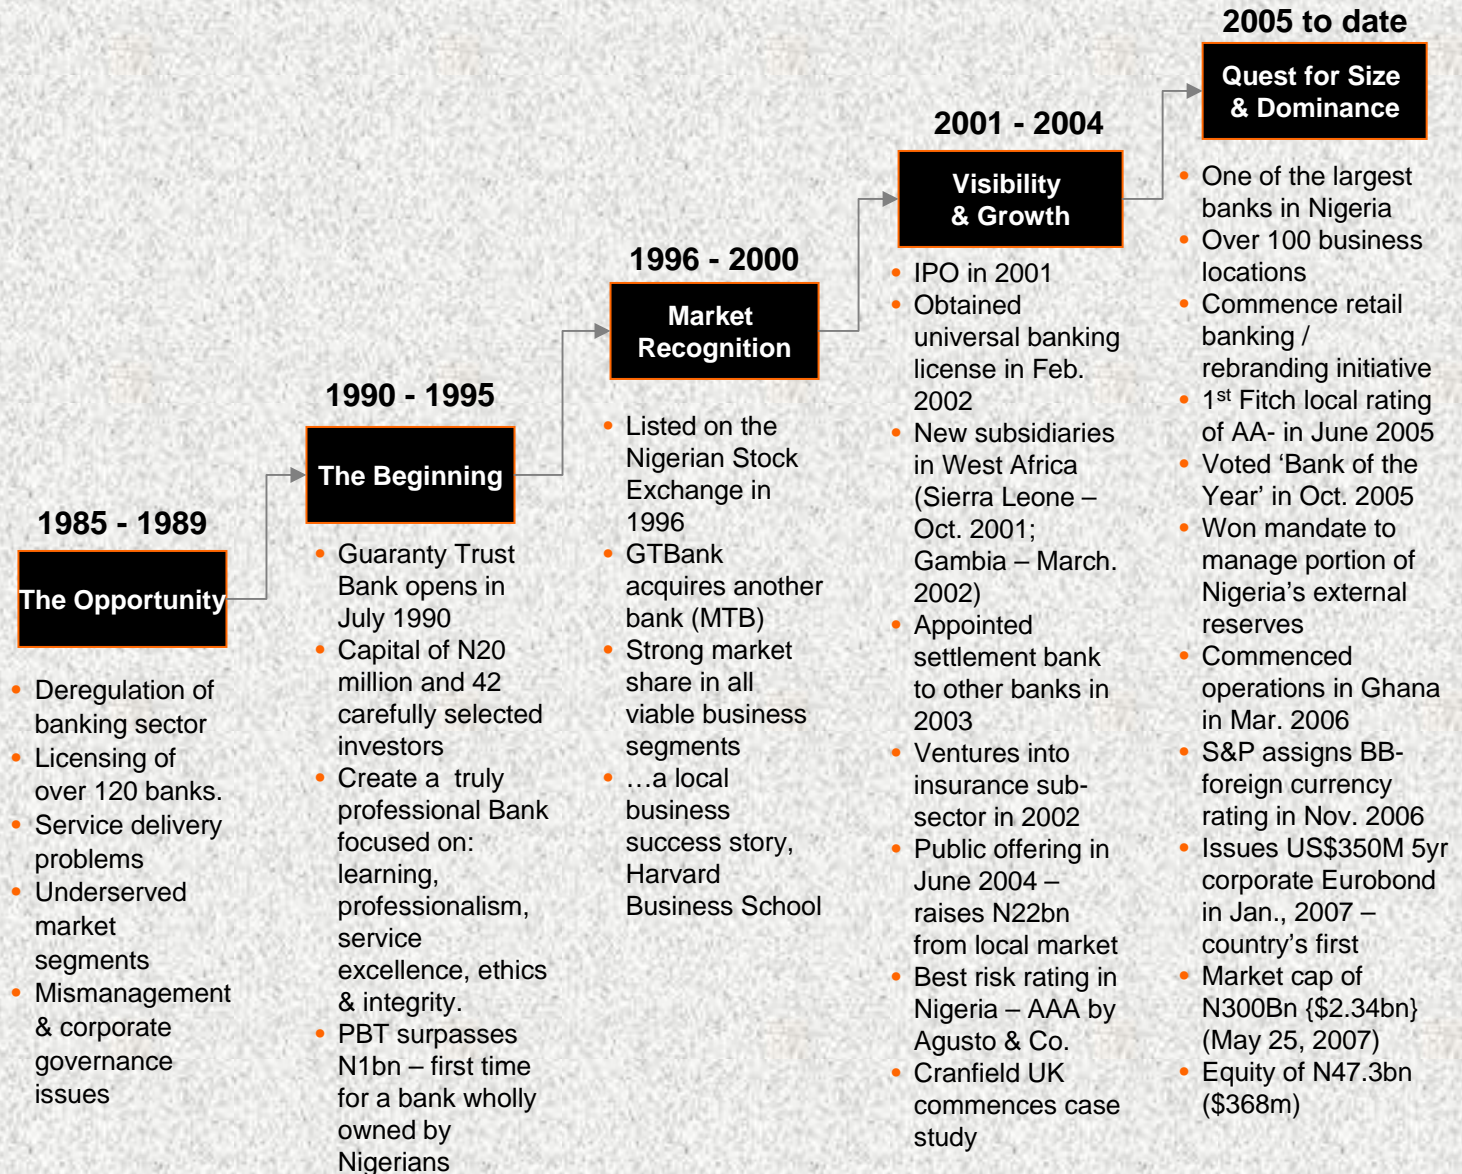 1985 - 1989
The Opportunity
• Deregulation of
banking sector
• Licensing of
over 120 banks.
• Service delivery
problems
• Underserved
market
segments
• Mismanagement
& corporate
governance
issues
1990 - 1995
The Beginning
• Guaranty Trust
Bank opens in
July 1990
• Capital of N20
million and 42
carefully selected
investors
• Create a  truly
professional Bank
focused on:
learning,
professionalism,
service
excellence, ethics
& integrity.
• PBT surpasses
N1bn – first time
for a bank wholly
owned by
Nigerians
1996 - 2000
Market
Recognition
• Listed on the
Nigerian Stock
Exchange in
1996
• GTBank
acquires another
bank (MTB)
• Strong market
share in all
viable business
segments
• …a local
business
success story,
Harvard
Business School
2001 - 2004
Visibility
& Growth
• IPO in 2001
• Obtained
universal banking
license in Feb.
2002
• New subsidiaries
in West Africa
(Sierra Leone –
Oct. 2001;
Gambia – March.
2002)
• Appointed
settlement bank
to other banks in
2003
• Ventures into
insurance sub-
sector in 2002
• Public offering in
June 2004 –
raises N22bn
from local market
• Best risk rating in
Nigeria – AAA by
Agusto & Co.
• Cranfield UK
commences case
study
2005 to date
Quest for Size
& Dominance
• One of the largest
banks in Nigeria
• Over 100 business
locations
• Commence retail
banking /
rebranding initiative
• 1st Fitch local rating
of AA- in June 2005
• Voted ‘Bank of the
Year’ in Oct. 2005
• Won mandate to
manage portion of
Nigeria’s external
reserves
• Commenced
operations in Ghana
in Mar. 2006
• S&P assigns BB-
foreign currency
rating in Nov. 2006
• Issues US$350M 5yr
corporate Eurobond
in Jan., 2007 –
country’s first
• Market cap of
N300Bn {$2.34bn}
(May 25, 2007)
• Equity of N47.3bn
($368m)